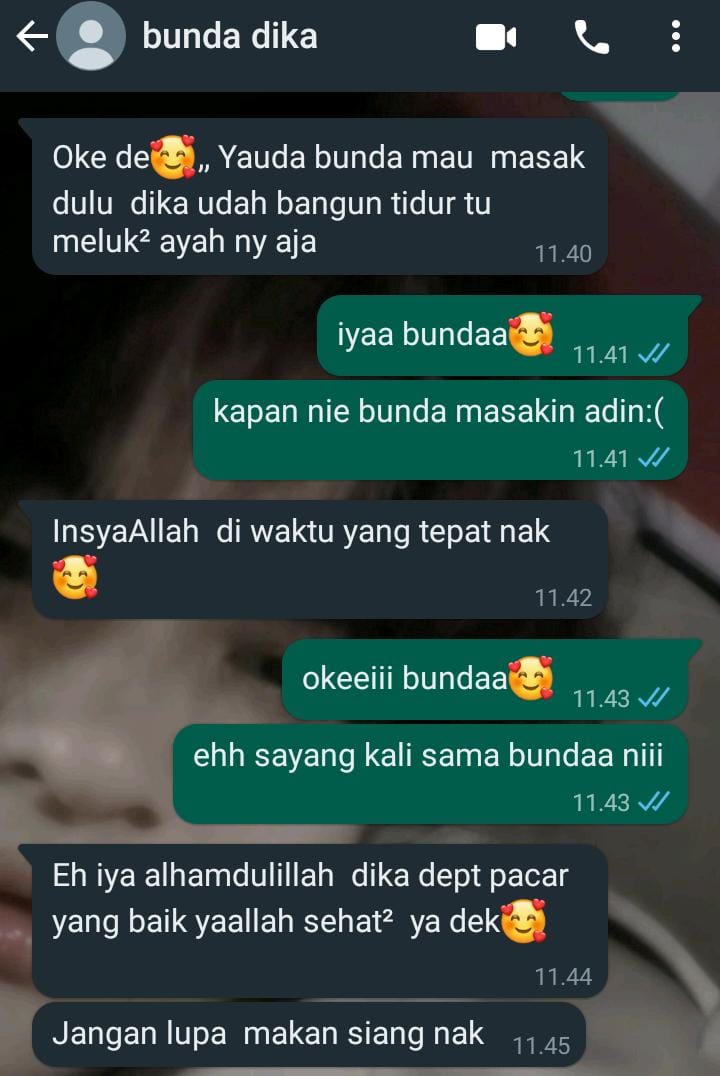 bunda dika
Oke de🥰,, Yauda bunda mau masak
dulu dika udah bangun tidur tu
meluk² ayah ny aja
11.40
iyaa bundaa🥰
11.41
kapan nie bunda masakin adin:(
11.41
InsyaAllah di waktu yang tepat nak
🥰
11.42
okeeiii bundaa🥰
11.43
ehh sayang kali sama bundaa niii
11.43
Eh iya alhamdulillah dika dept pacar
yang baik yaallah sehat² ya dek🥰
11.44
Jangan lupa makan siang nak
11.45